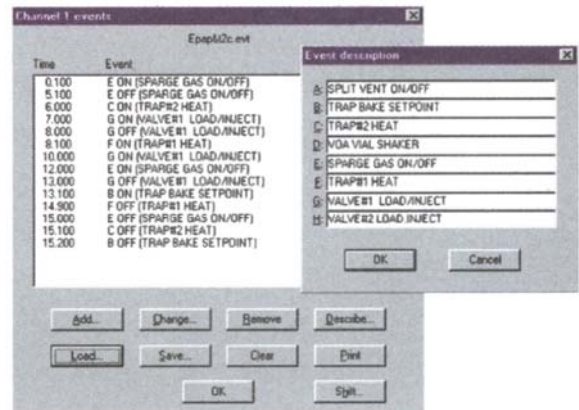 Channel 1 events
EpapM2c.evt
Time Event
0.100 E ON (SPARGE GAS ON/OFF)
5.100 E OFF (SPARGE GAS ON/OFF)
6.000 C ON (TRAP#2 HEAT)
7.000 G ON (VALVE#1 LOAD/INJECT)
8.000 G OFF (VALVE#1 LOAD/INJECT)
8.100 F ON (TRAP#1 HEAT)
10.000 G ON (VALVE#1 LOAD/INJECT)
12.000 E ON (SPARGE GAS ON/OFF)
13.000 G OFF (VALVE#1 LOAD/INJECT)
13.100 B ON (TRAP BAKE SETPOINT)
14.900 F OFF (TRAP#1 HEAT)
15.000 E OFF (SPARGE GAS ON/OFF)
15.100 C OFF (TRAP#2 HEAT)
15.200 B OFF (TRAP BAKE SETPOINT)
Add... Change... Remove Describe...
Load... Save... Clear Print
OK Shift...
Event description
A: SPLIT VENT ON/OFF
B: TRAP BAKE SETPOINT
C: TRAP#2 HEAT
D: VOA VIAL SHAKER
E: SPARGE GAS ON/OFF
F: TRAP#1 HEAT
G: VALVE#1 LOAD/INJECT
H: VALVE#2 LOAD INJECT
OK Cancel